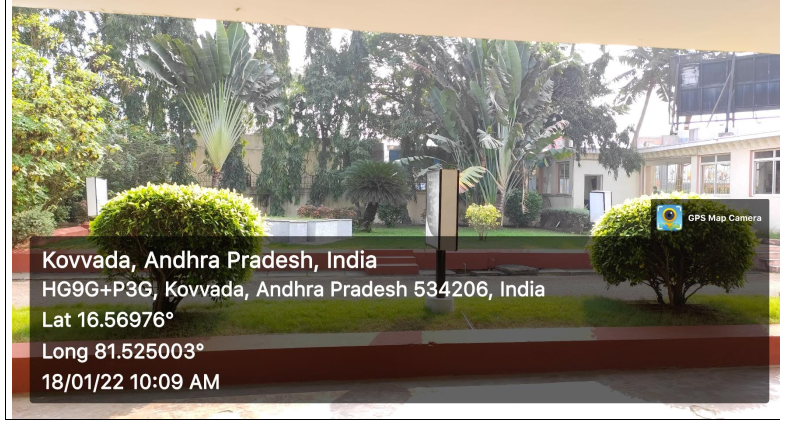 GPS Map Camera
Kovvada, Andhra Pradesh, India
HG9G+P3G, Kovvada, Andhra Pradesh 534206, India
Lat 16.56976°
Long 81.525003°
18/01/22 10:09 AM